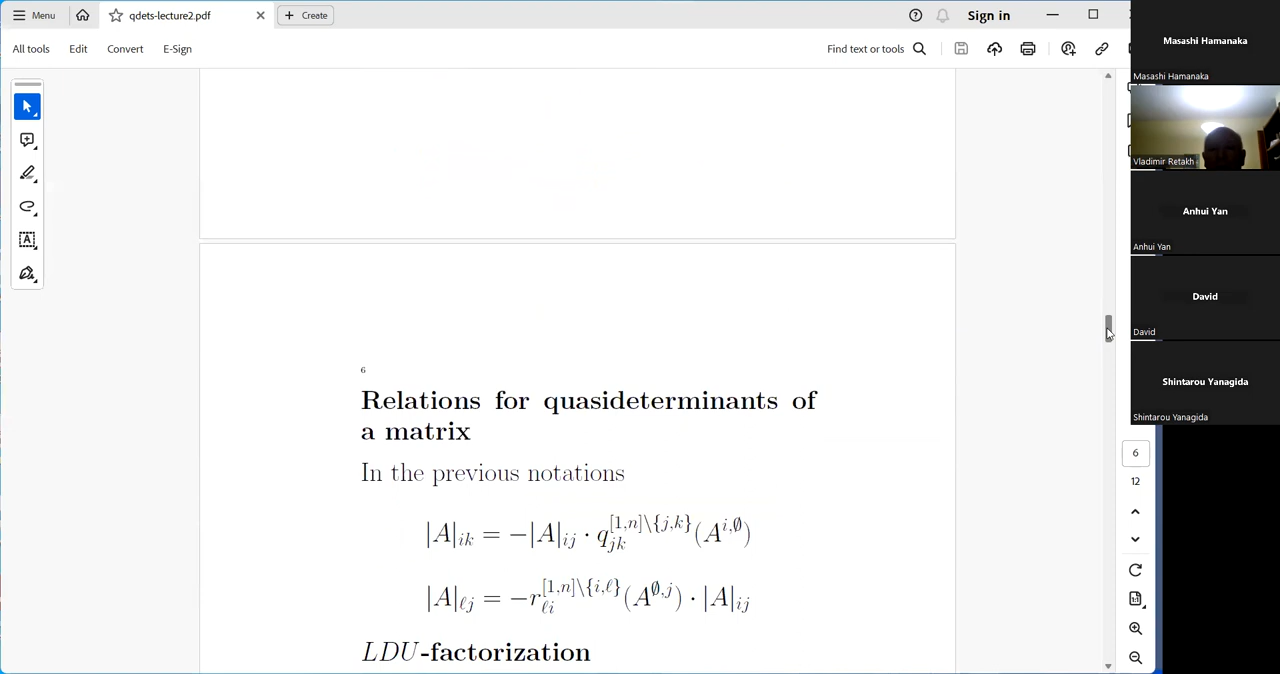 Menu
qdets-lecture2.pdf
Create
Sign in
All tools
Edit
Convert
E-Sign
Find text or tools
6
Relations for quasideterminants of
a matrix
In the previous notations
|A|_{ik} = −|A|_{ij} · q_{jk}^{[1,n]\{j,k}}(A^{i,∅})
|A|_{ℓj} = −r_{ℓi}^{[1,n]\{i,ℓ}}(A^{∅,j}) · |A|_{ij}
LDU-factorization
6
12
Masashi Hamanaka
Masashi Hamanaka
Vladimir Retakh
Anhui Yan
Anhui Yan
David
David
Shintarou Yanagida
Shintarou Yanagida